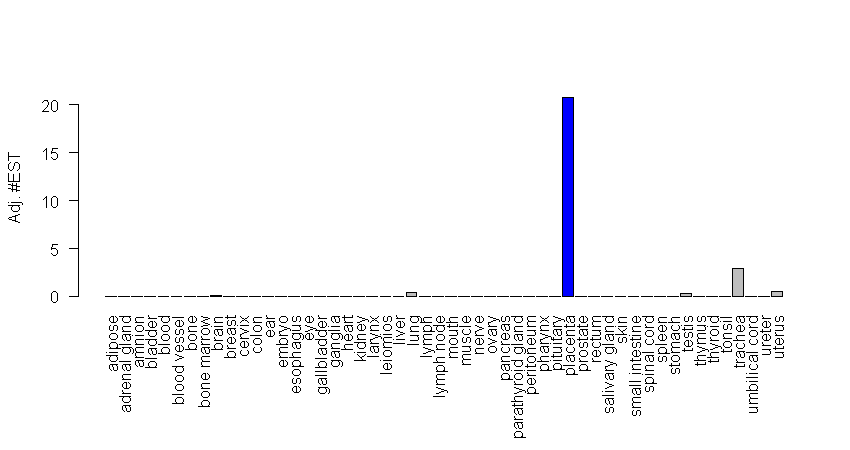 Adj. #EST
20
15
10
5
0
adipose
adrenal gland
amnion
bladder
blood
blood vessel
bone
bone marrow
brain
breast
cervix
colon
ear
embryo
esophagus
eye
gallbladder
ganglia
heart
kidney
larynx
leiomios
liver
lung
lymph
lymph node
mouth
muscle
nerve
ovary
pancreas
parathyroid gland
peritoneum
pharynx
pituitary
placenta
prostate
rectum
salivary gland
skin
small intestine
spinal cord
spleen
stomach
testis
thymus
thyroid
tonsil
trachea
umbilical cord
ureter
uterus